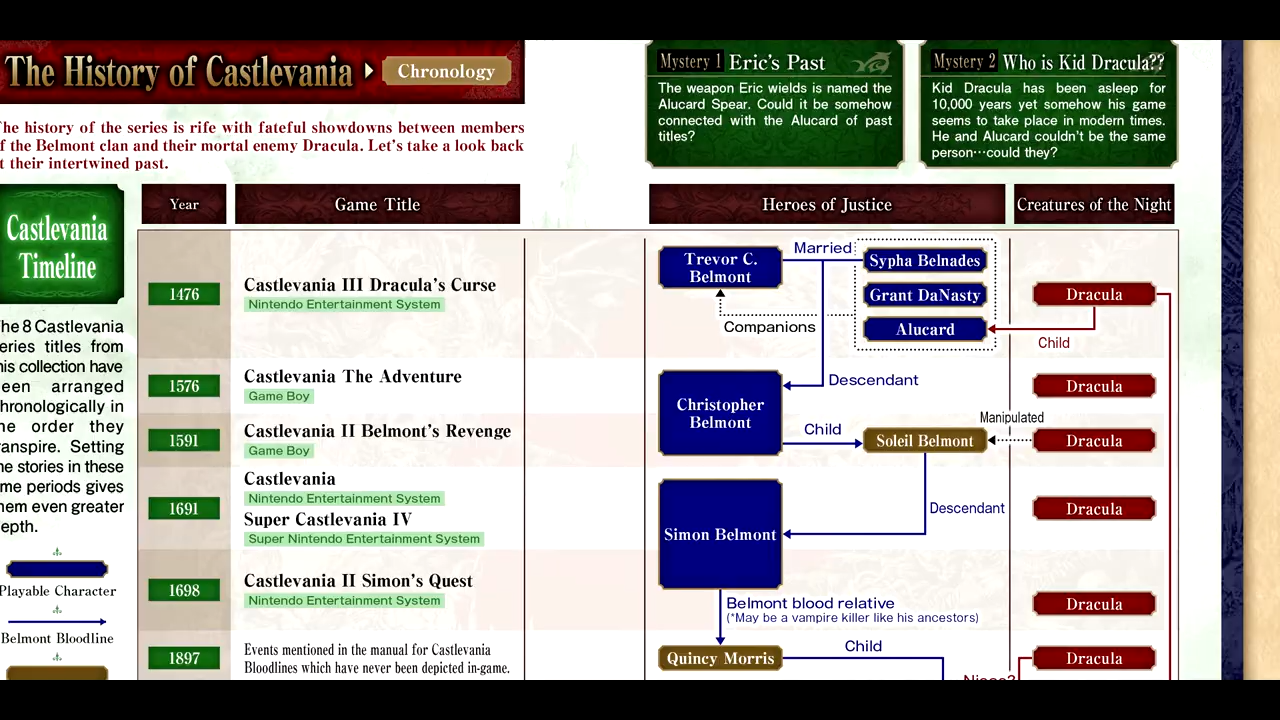 The History of Castlevania
Chronology
he history of the series is rife with fateful showdowns between members
f the Belmont clan and their mortal enemy Dracula. Let's take a look back
t their intertwined past.
Mystery 1 Eric's Past
The weapon Eric wields is named the
Alucard Spear. Could it be somehow
connected with the Alucard of past
titles?
Mystery 2 Who is Kid Dracula??
Kid Dracula has been asleep for
10,000 years yet somehow his game
seems to take place in modern times.
He and Alucard couldn't be the same
person…could they?
Castlevania
Timeline
he 8 Castlevania
eries titles from
his collection have
een arranged
hronologically in
he order they
ranspire. Setting
he stories in these
me periods gives
hem even greater
epth.
Playable Character
Belmont Bloodline
Year
Game Title
Heroes of Justice
Creatures of the Night
1476
Castlevania III Dracula's Curse
Nintendo Entertainment System
Trevor C.
Belmont
Married
Sypha Belnades
Grant DaNasty
Alucard
Companions
Dracula
Child
1576
Castlevania The Adventure
Game Boy
Descendant
Christopher
Belmont
Dracula
1591
Castlevania II Belmont's Revenge
Game Boy
Child
Soleil Belmont
Manipulated
Dracula
1691
Castlevania
Nintendo Entertainment System
Super Castlevania IV
Super Nintendo Entertainment System
Simon Belmont
Descendant
Dracula
1698
Castlevania II Simon's Quest
Nintendo Entertainment System
Belmont blood relative
(*May be a vampire killer like his ancestors)
Dracula
1897
Events mentioned in the manual for Castlevania
Bloodlines which have never been depicted in-game.
Quincy Morris
Child
Dracula
Niece?